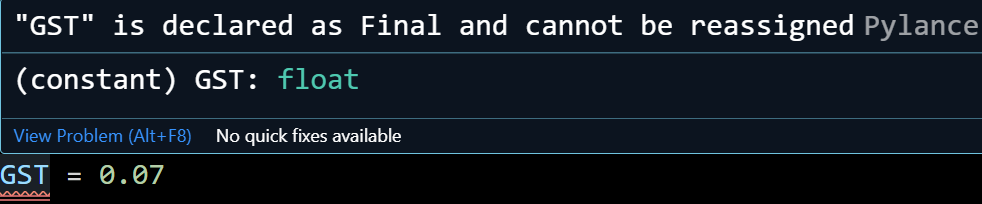 "GST" is declared as Final and cannot be reassigned Pylance
(constant) GST: float
View Problem (Alt+F8) No quick fixes available
GST = 0.07